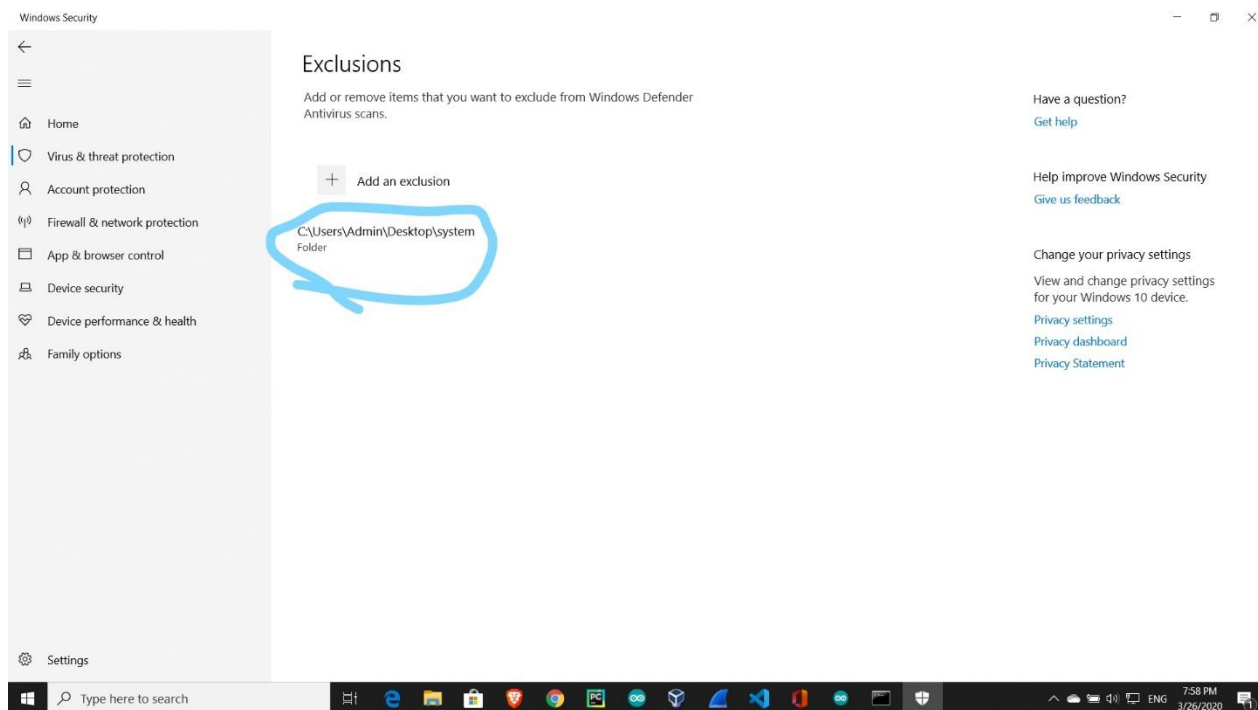 Windows Security
Exclusions
Add or remove items that you want to exclude from Windows Defender
Antivirus scans.
Have a question?
Get help
Home
Virus & threat protection
Add an exclusion
Help improve Windows Security
Account protection
Give us feedback
Firewall & network protection
C:\Users\Admin\Desktop\system
Folder
App & browser control
Change your privacy settings
Device security
View and change privacy settings
for your Windows 10 device.
Device performance & health
Privacy settings
Privacy dashboard
Family options
Privacy Statement
Settings
Type here to search
PC
ENG
7:58 PM
3/26/2020